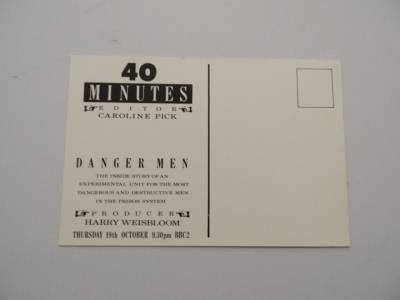 40
MINUTES
EDITOR
CAROLINE PICK
DANGER MEN
THE INSIDE STORY OF AN
EXPERIMENTAL UNIT FOR THE MOST
DANGEROUS AND DESTRUCTIVE MEN
IN THE PRISON SYSTEM
PRODUCER
HARRY WEISBLOOM
THURSDAY 19th OCTOBER 9.30pm BBC2